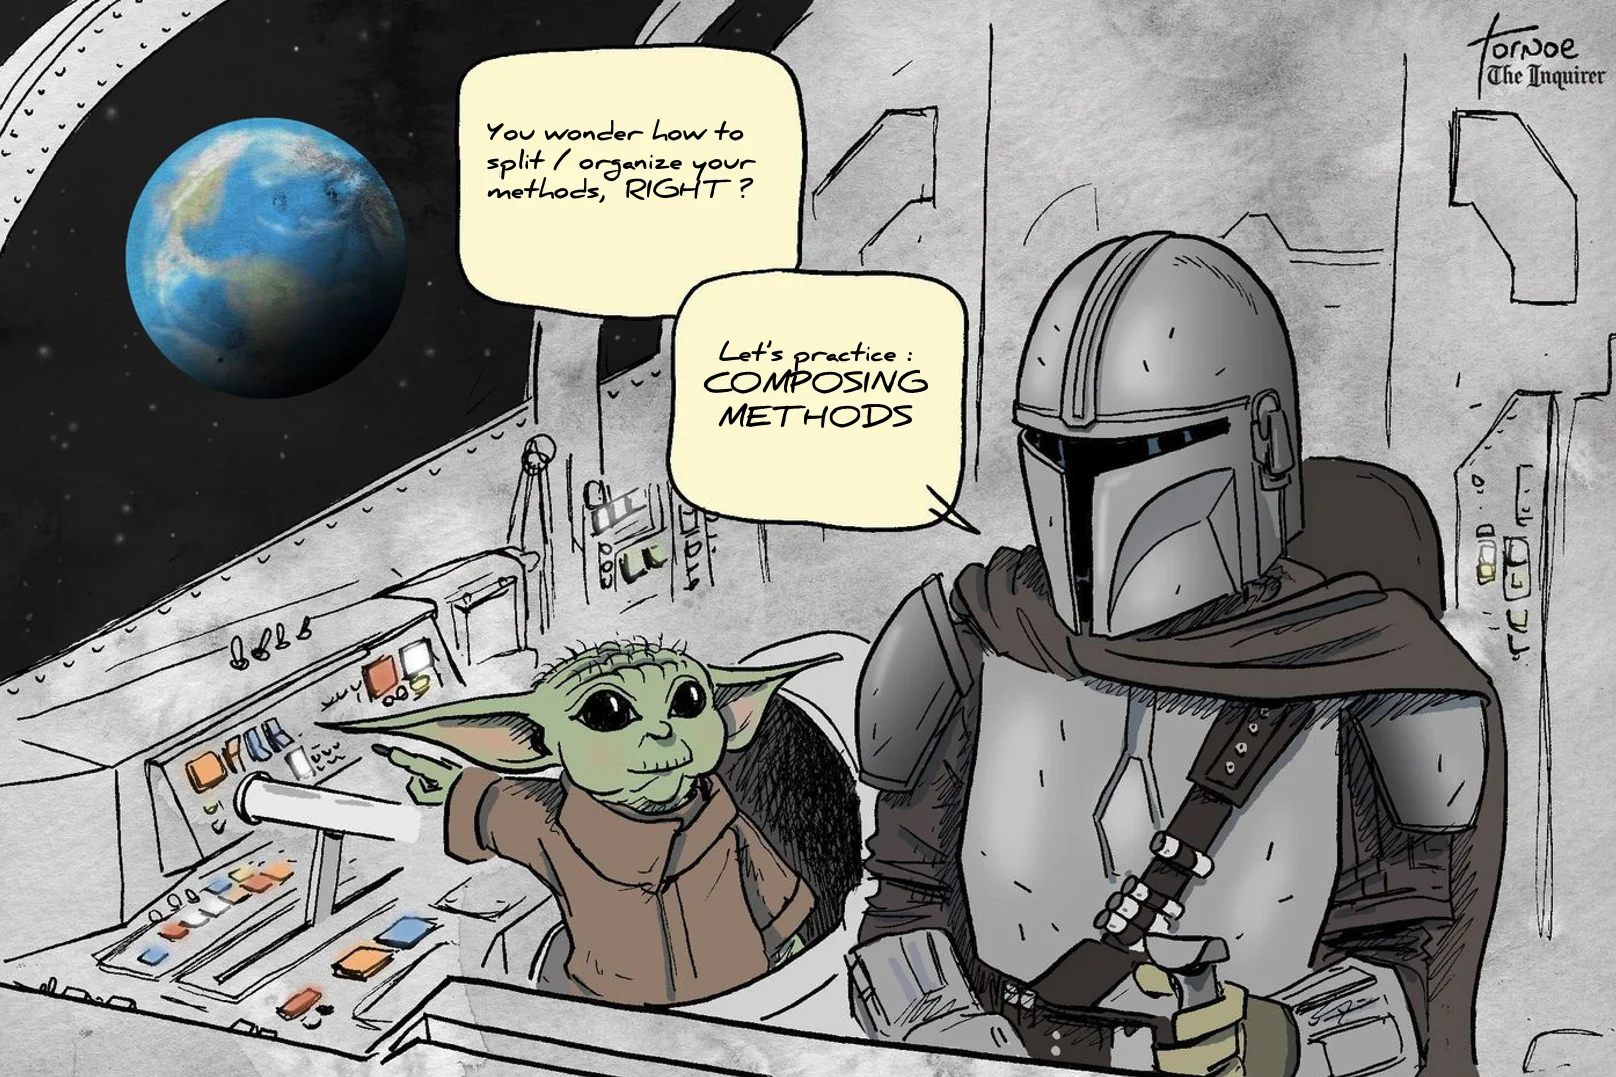 Tornoe
The Inquirer
You wonder how to
split / organize your
methods, RIGHT ?
Let's practice :
COMPOSING
METHODS